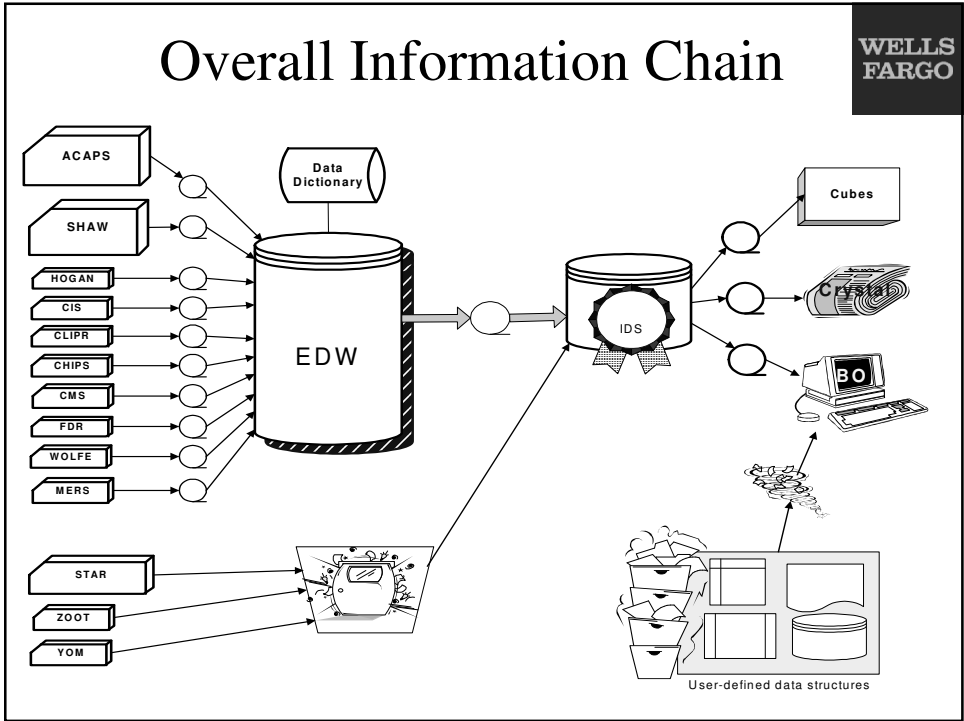 Overall Information Chain
WELLS
FARGO
ACAPS
SHAW
HOGAN
CIS
CLIPR
CHIPS
CMS
FDR
WOLFE
MERS
STAR
ZOOT
YOM
Data
Dictionary
EDW
IDS
Cubes
Crystal
BO
User-defined data structures